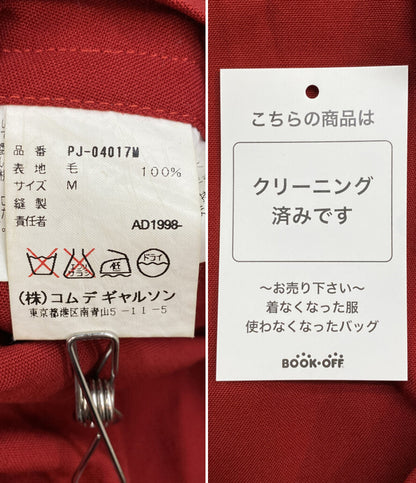 品番 PJ-04017M
表地 毛 100%
サイズ M
縫製
責任者 AD1998-
低
ドライ
(株)コムデギャルソン
東京都港区南青山5-11-5
こちらの商品は
クリーニング
済みです
〜お売り下さい〜
着なくなった服
使わなくなったバッグ
BOOK・OFF